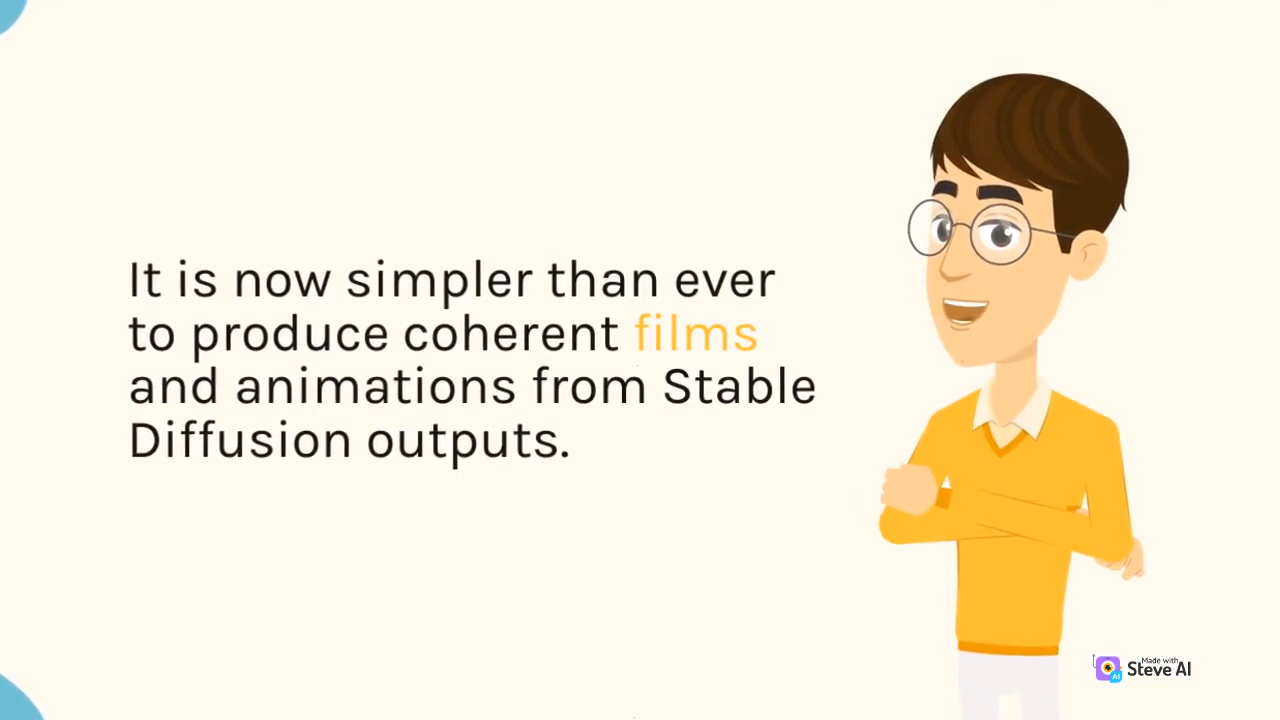 It is now simpler than ever
to produce coherent films
and animations from Stable
Diffusion outputs.
Made with
Steve AI
AI